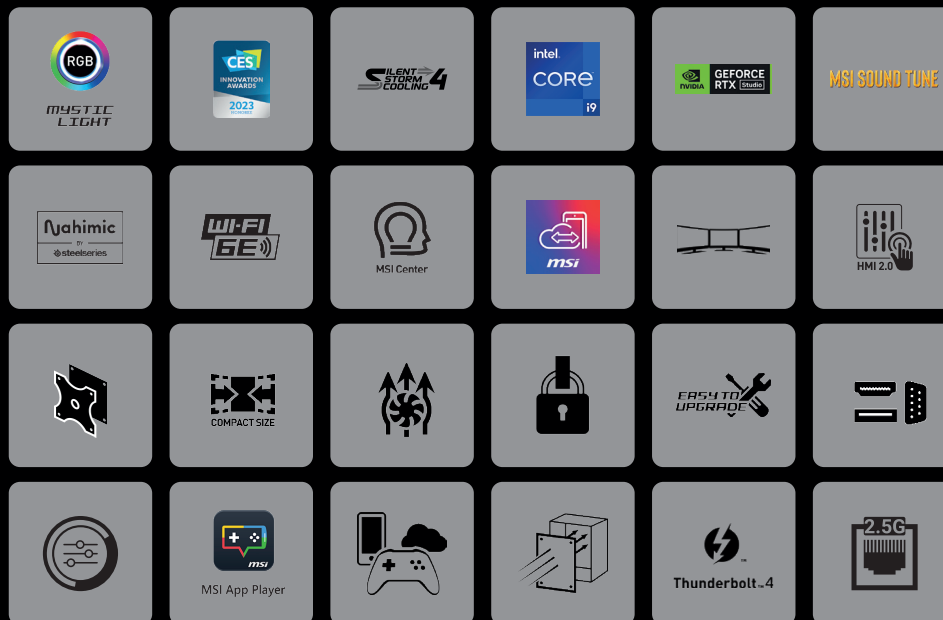 RGB
MYSTIC
LIGHT
CES
INNOVATION
AWARDS
2023
HONOREE
SILENT
STORM
COOLING 4
intel.
CORE
i9
NVIDIA
GEFORCE
RTX Studio
MSI SOUND TUNE
Nahimic
BY
steelseries
WI-FI
6E
MSI Center
msi
HMI 2.0
COMPACT SIZE
EASY TO
UPGRADE
msi
MSI App Player
Thunderbolt™ 4
2.5G